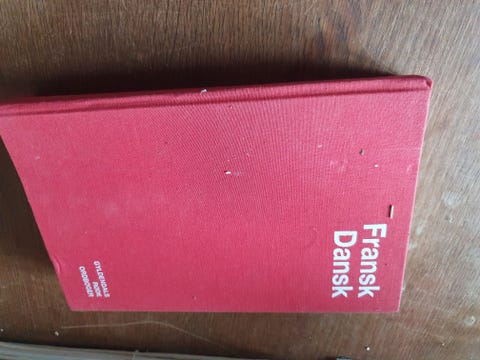 Fransk
Dansk
GYLDENDALS
RØDE
ORDBØGER